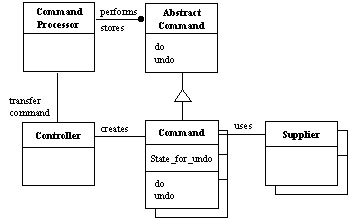 Command
Processor
performs
stores
Abstract
Command
do
undo
transfer
command
Controller
creates
Command
State_for_undo
do
undo
uses
Supplier